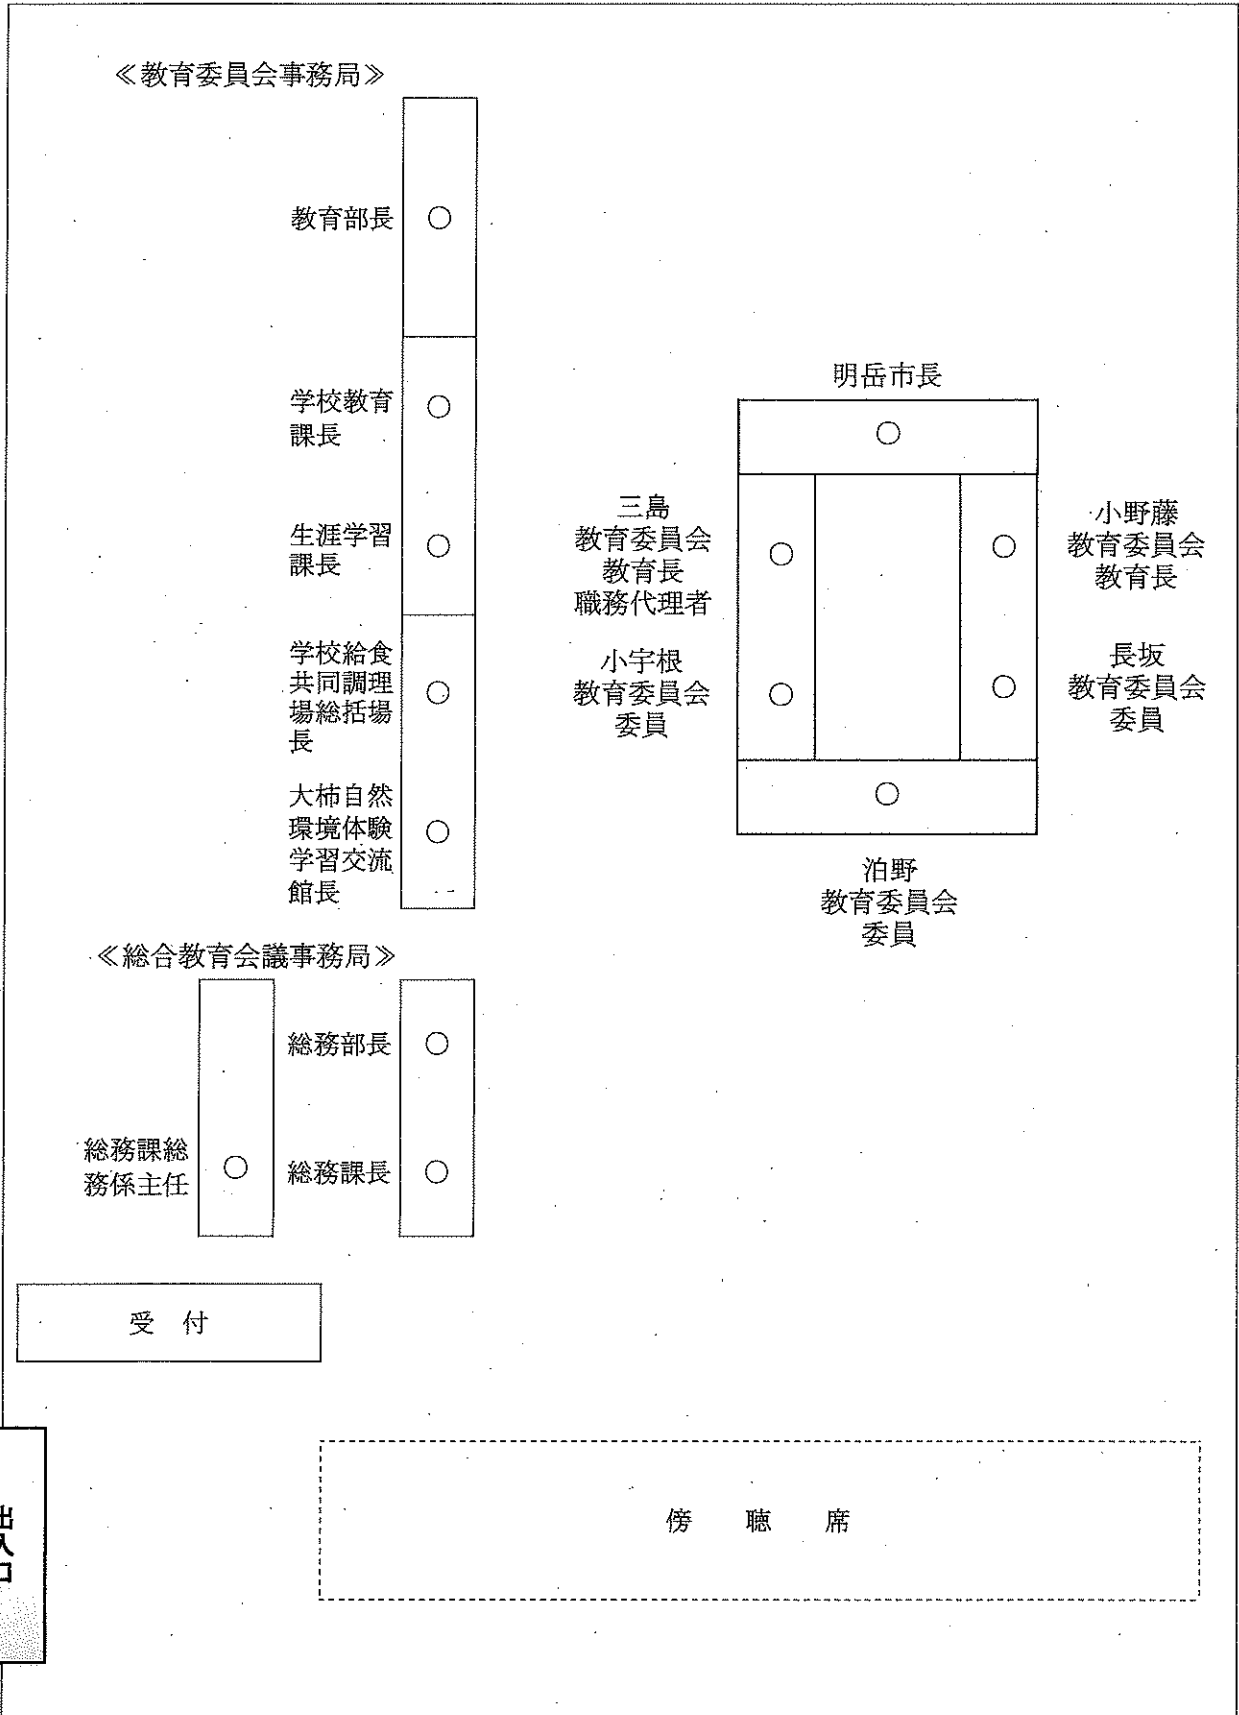 ≪教育委員会事務局≫
教育部長
学校教育
課長
生涯学習
課長
学校給食
共同調理
場総括場
長
大柿自然
環境体験
学習交流
館長
明岳市長
三島
教育委員会
教育長
職務代理者
小宇根
教育委員会
委員
小野藤
教育委員会
教育長
長坂
教育委員会
委員
泊野
教育委員会
委員
≪総合教育会議事務局≫
総務部長
総務課総
務係主任
総務課長
受 付
出入口
傍 聴 席